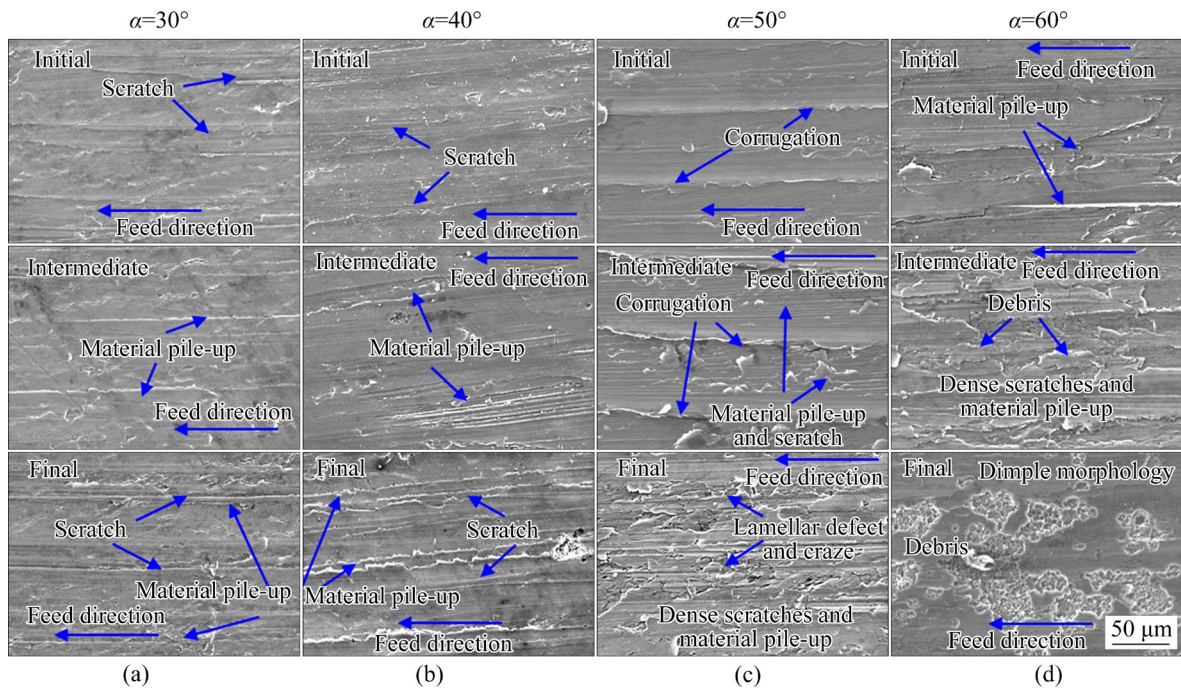 α=30°
α=40°
α=50°
α=60°
Initial
Scratch
Feed direction
Initial
Scratch
Feed direction
Initial
Corrugation
Feed direction
Initial
Feed direction
Material pile-up
Intermediate
Material pile-up
Feed direction
Intermediate
Feed direction
Material pile-up
Intermediate
Feed direction
Corrugation
Material pile-up
and scratch
Intermediate
Feed direction
Debris
Dense scratches and
material pile-up
Final
Scratch
Material pile-up
Feed direction
Final
Scratch
Material pile-up
Feed direction
Final
Feed direction
Lamellar defect
and craze
Dense scratches and
material pile-up
Final
Dimple morphology
Debris
Feed direction
50 μm
(a)
(b)
(c)
(d)